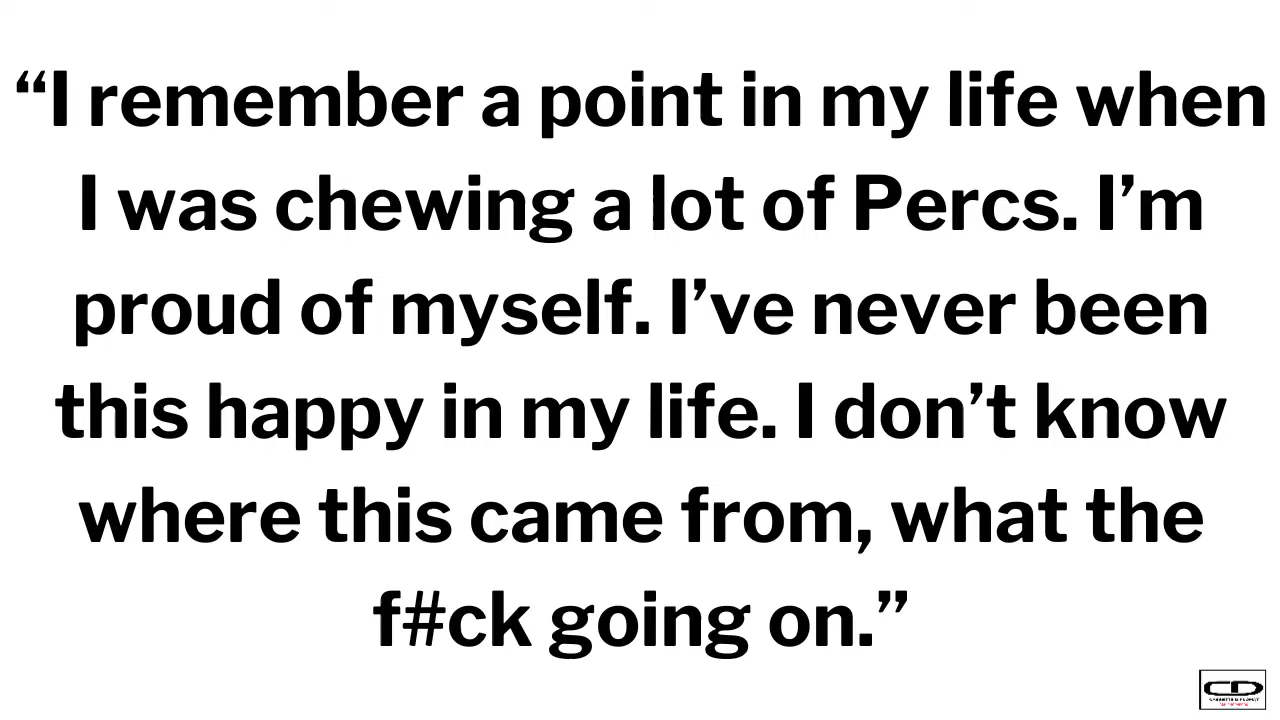 “I remember a point in my life when
I was chewing a lot of Percs. I’m
proud of myself. I’ve never been
this happy in my life. I don’t know
where this came from, what the
f#ck going on.”
CD